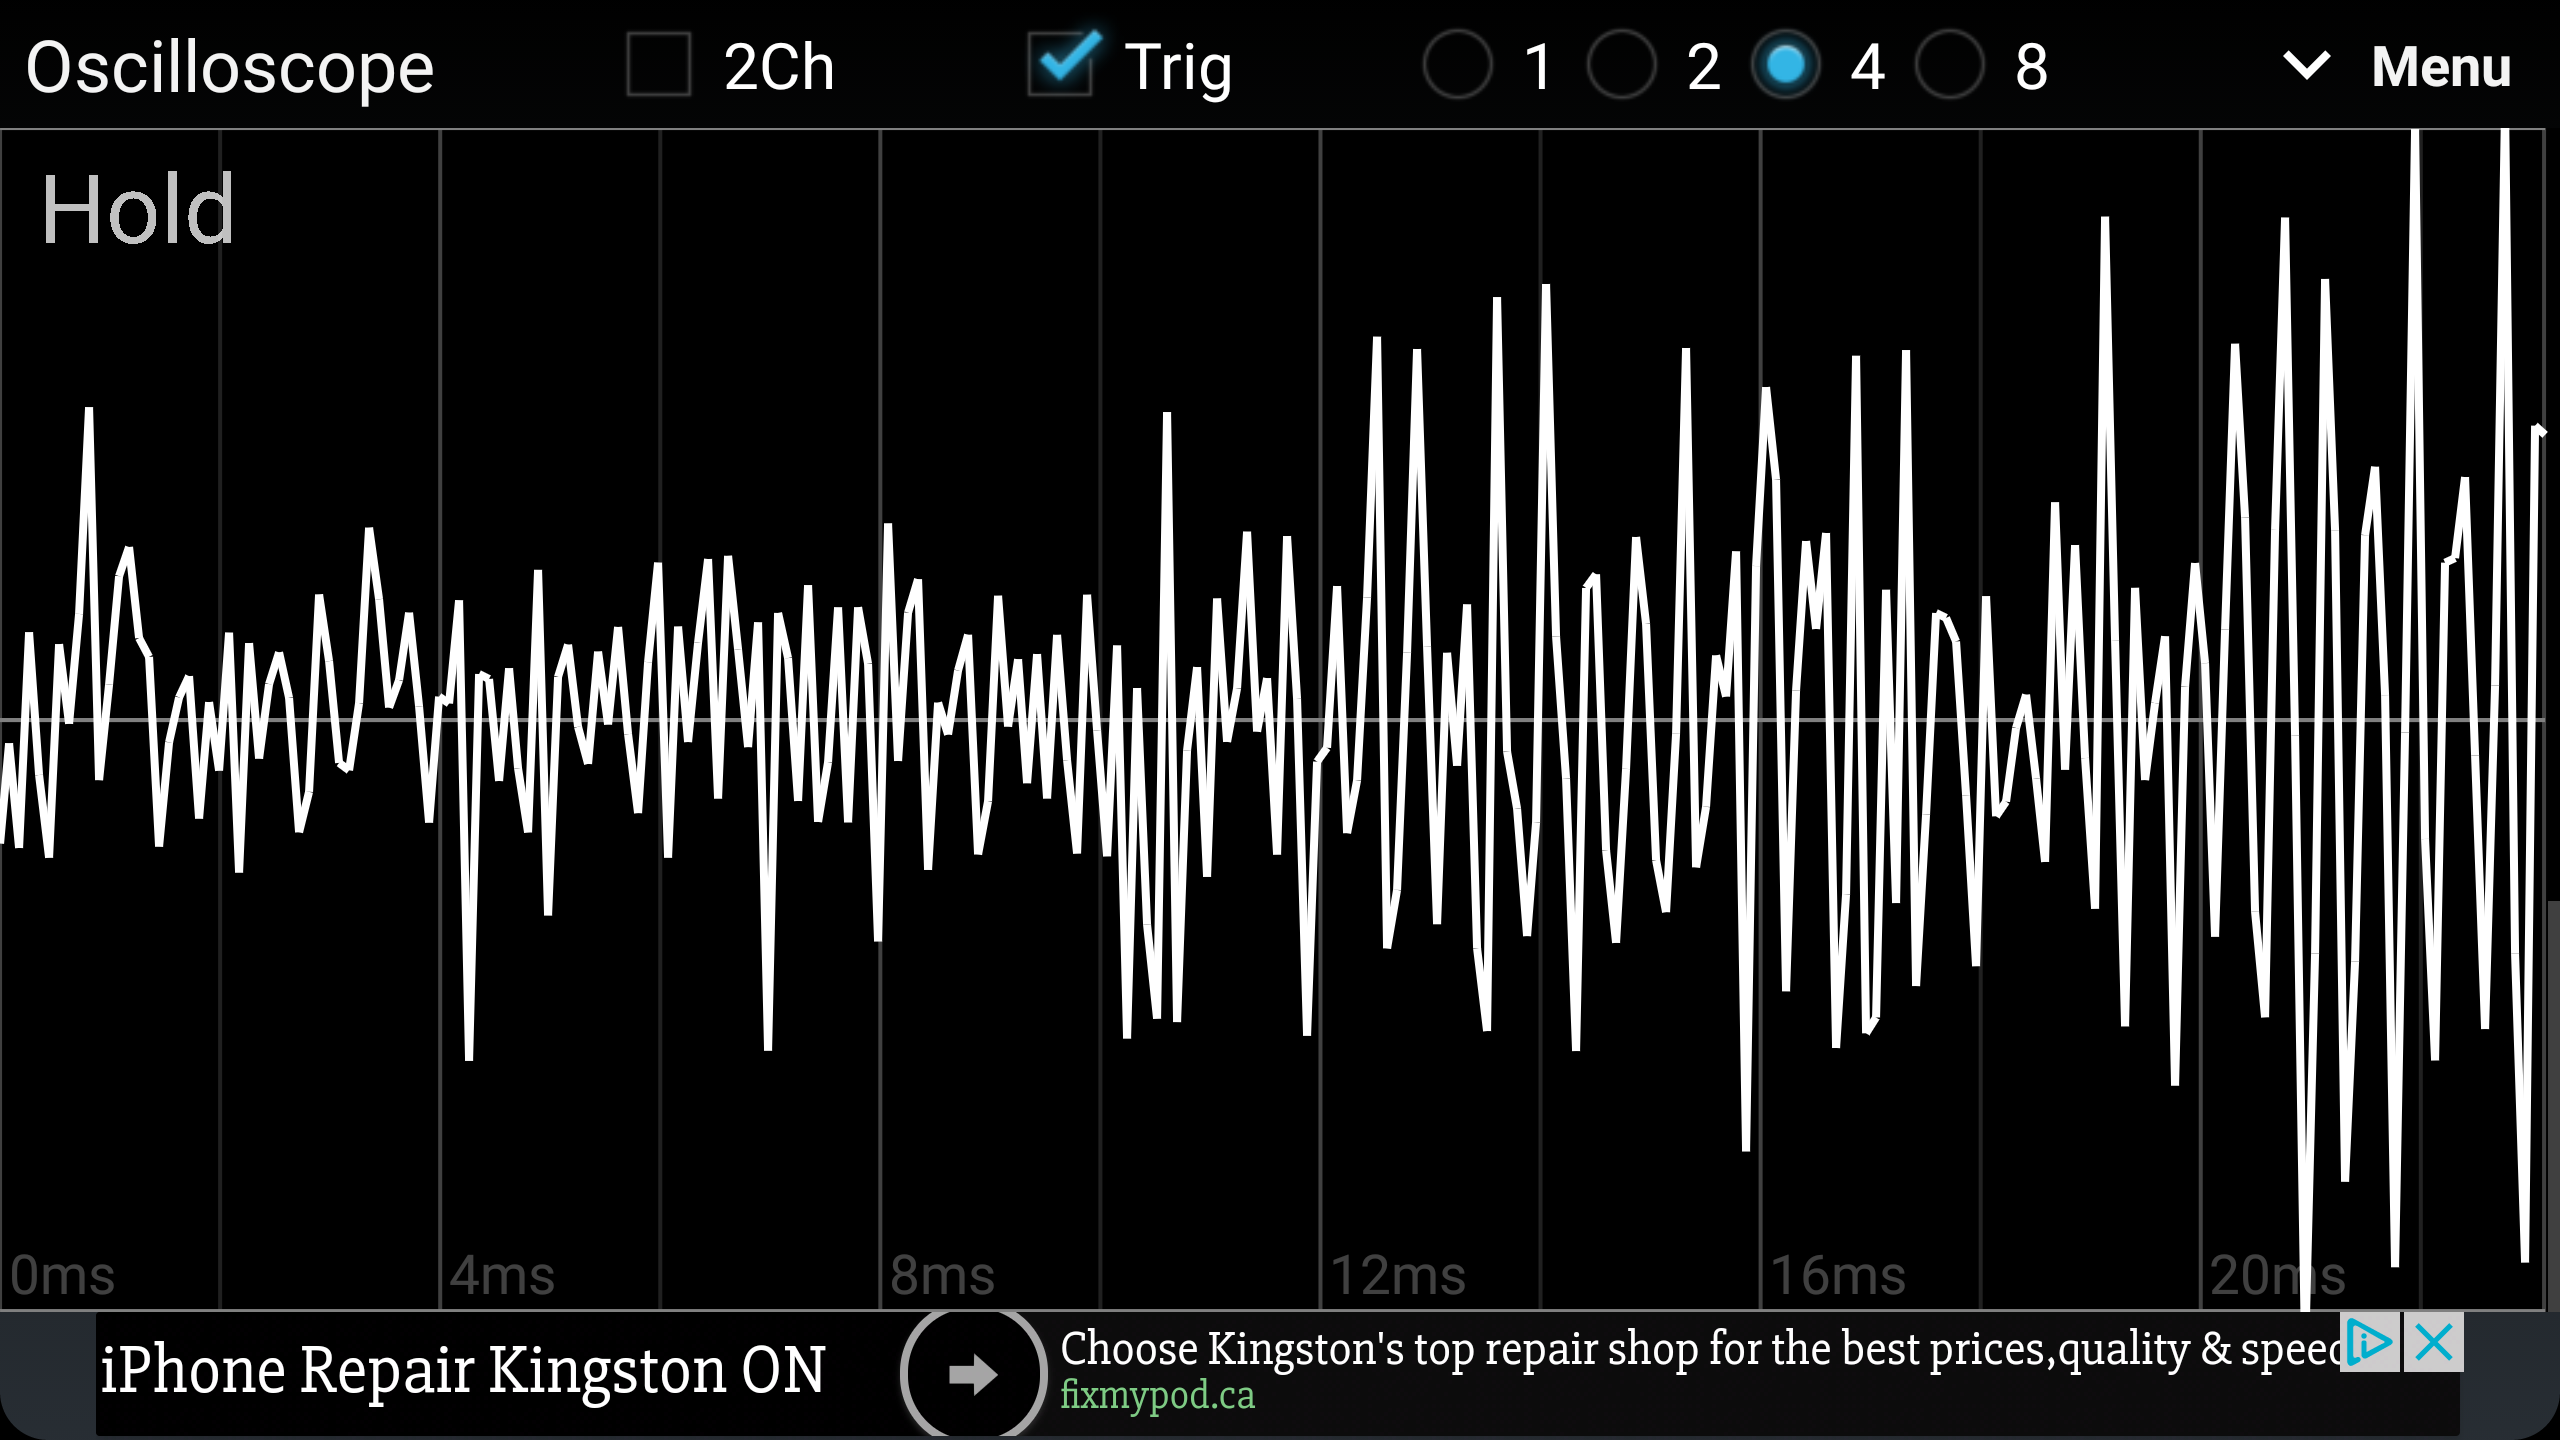 Oscilloscope 2Ch Trig 1 2 4 8 Menu
Hold
0ms 4ms 8ms 12ms 16ms 20ms
iPhone Repair Kingston ON
Choose Kingston's top repair shop for the best prices,quality & speed
fixmypod.ca